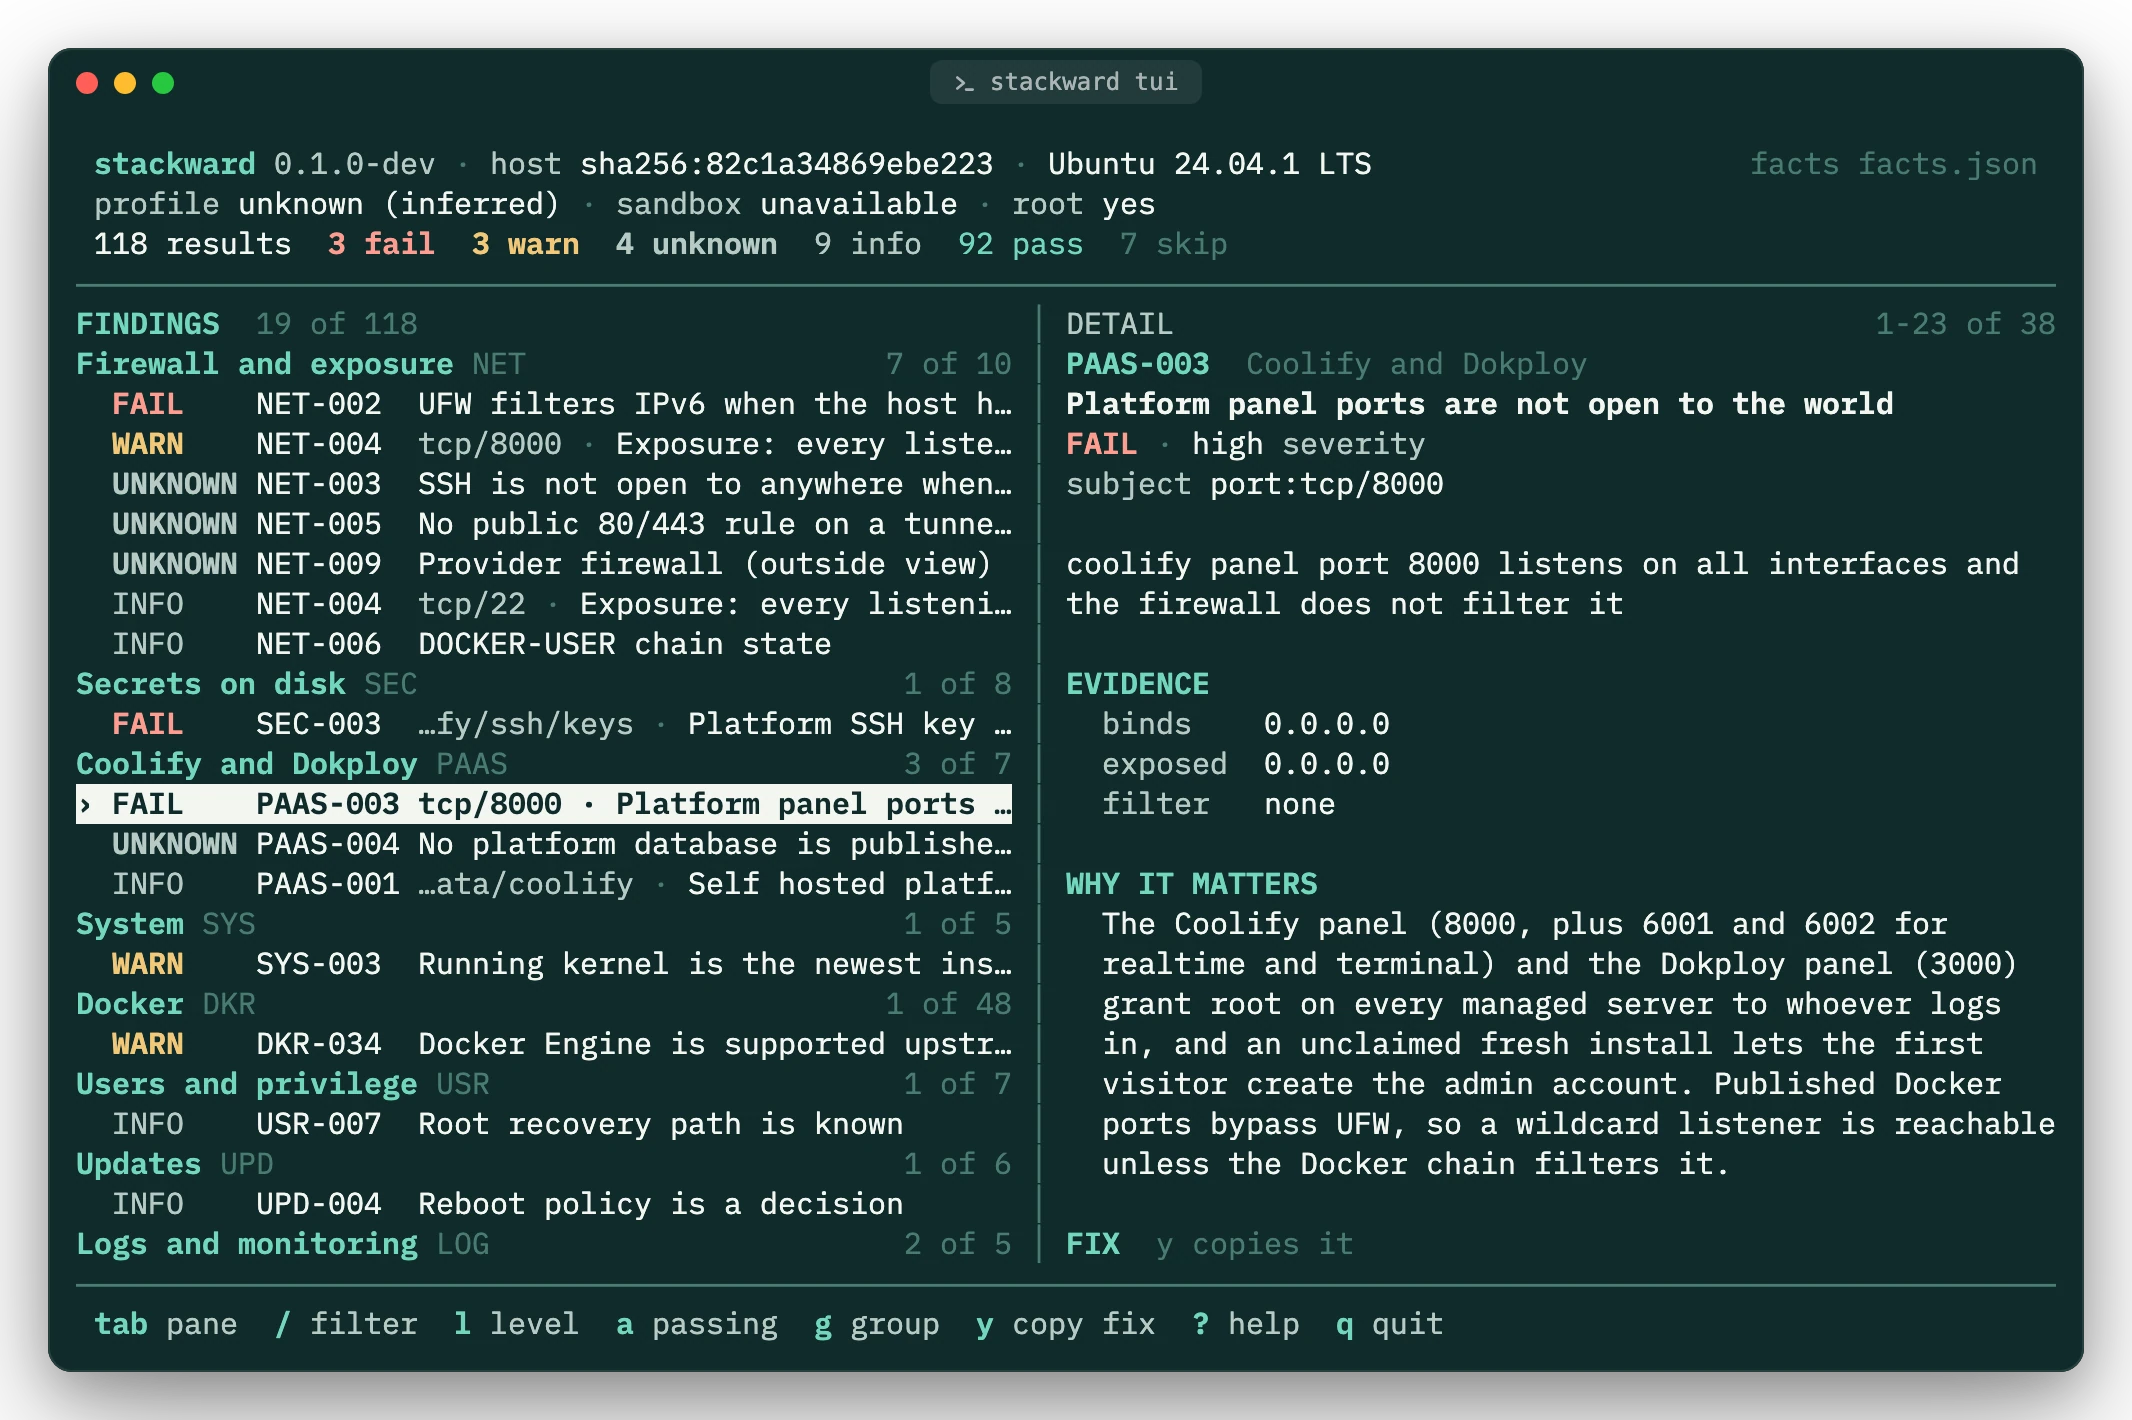 >_ stackward tui
stackward 0.1.0-dev · host sha256:82c1a34869ebe223 · Ubuntu 24.04.1 LTS facts facts.json
profile unknown (inferred) · sandbox unavailable · root yes
118 results 3 fail 3 warn 4 unknown 9 info 92 pass 7 skip
FINDINGS 19 of 118
Firewall and exposure NET 7 of 10
FAIL NET-002 UFW filters IPv6 when the host h…
WARN NET-004 tcp/8000 · Exposure: every liste…
UNKNOWN NET-003 SSH is not open to anywhere when…
UNKNOWN NET-005 No public 80/443 rule on a tunne…
UNKNOWN NET-009 Provider firewall (outside view)
INFO NET-004 tcp/22 · Exposure: every listeni…
INFO NET-006 DOCKER-USER chain state
Secrets on disk SEC 1 of 8
FAIL SEC-003 …fy/ssh/keys · Platform SSH key …
Coolify and Dokploy PAAS 3 of 7
› FAIL PAAS-003 tcp/8000 · Platform panel ports …
UNKNOWN PAAS-004 No platform database is publishe…
INFO PAAS-001 …ata/coolify · Self hosted platf…
System SYS 1 of 5
WARN SYS-003 Running kernel is the newest ins…
Docker DKR 1 of 48
WARN DKR-034 Docker Engine is supported upstr…
Users and privilege USR 1 of 7
INFO USR-007 Root recovery path is known
Updates UPD 1 of 6
INFO UPD-004 Reboot policy is a decision
Logs and monitoring LOG 2 of 5
DETAIL 1-23 of 38
PAAS-003 Coolify and Dokploy
Platform panel ports are not open to the world
FAIL · high severity
subject port:tcp/8000
coolify panel port 8000 listens on all interfaces and
the firewall does not filter it
EVIDENCE
binds 0.0.0.0
exposed 0.0.0.0
filter none
WHY IT MATTERS
The Coolify panel (8000, plus 6001 and 6002 for
realtime and terminal) and the Dokploy panel (3000)
grant root on every managed server to whoever logs
in, and an unclaimed fresh install lets the first
visitor create the admin account. Published Docker
ports bypass UFW, so a wildcard listener is reachable
unless the Docker chain filters it.
FIX y copies it
tab pane / filter l level a passing g group y copy fix ? help q quit